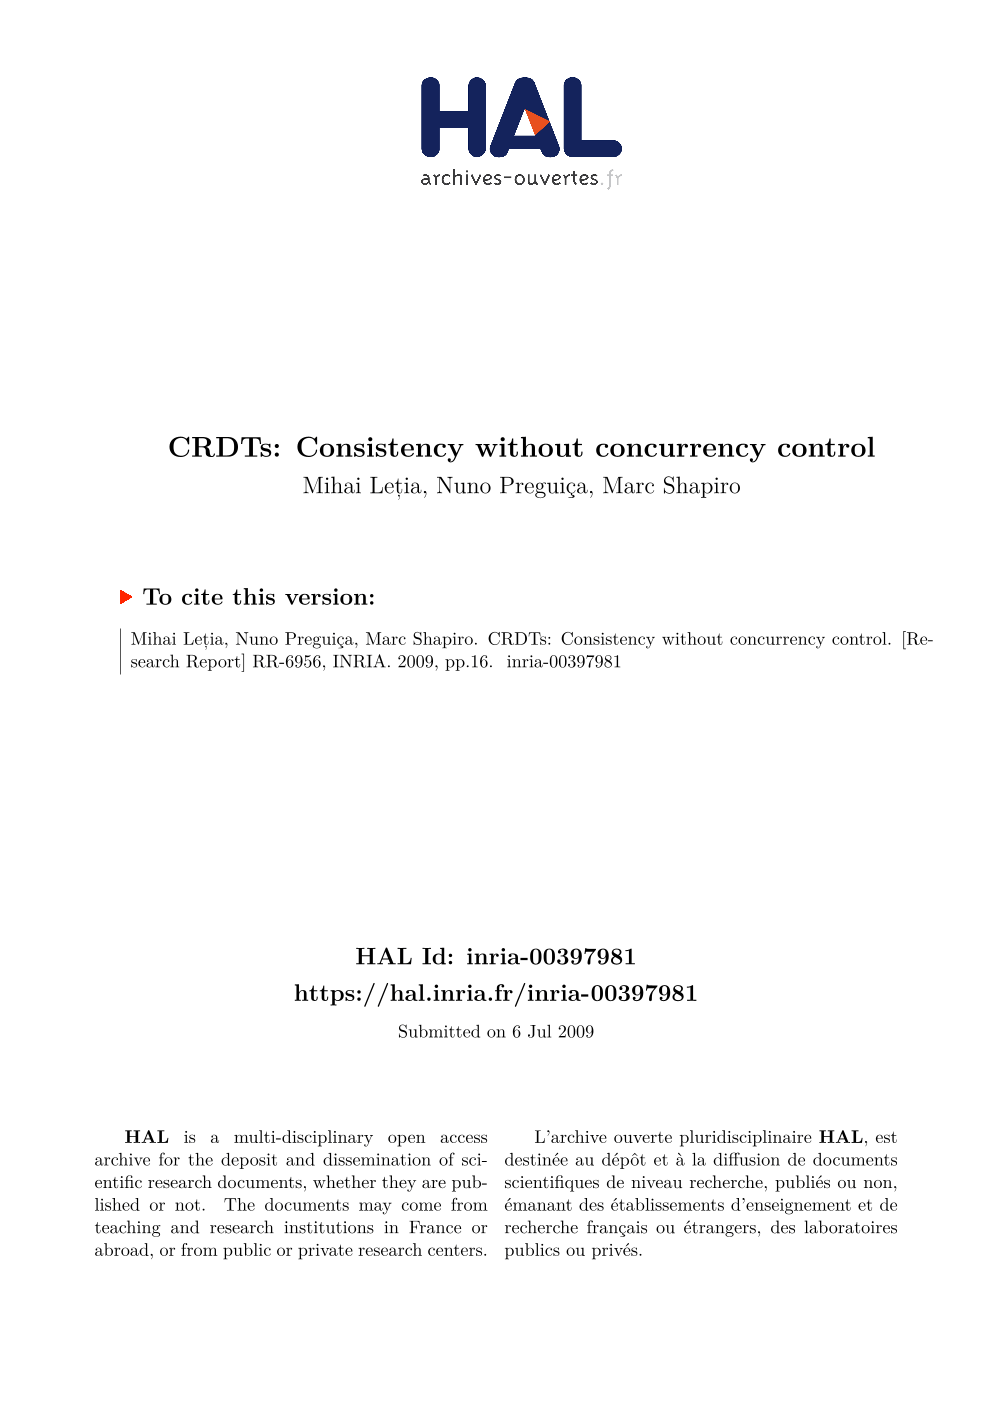 HAL
archives-ouvertes.fr
CRDTs: Consistency without concurrency control
Mihai Leția, Nuno Preguiça, Marc Shapiro
To cite this version:
Mihai Leția, Nuno Preguiça, Marc Shapiro. CRDTs: Consistency without concurrency control. [Re-
search Report] RR-6956, INRIA. 2009, pp.16. inria-00397981
HAL Id: inria-00397981
https://hal.inria.fr/inria-00397981
Submitted on 6 Jul 2009
HAL is a multi-disciplinary open access
archive for the deposit and dissemination of sci-
entific research documents, whether they are pub-
lished or not. The documents may come from
teaching and research institutions in France or
abroad, or from public or private research centers.
L'archive ouverte pluridisciplinaire HAL, est
destinée au dépôt et à la diffusion de documents
scientifiques de niveau recherche, publiés ou non,
émanant des établissements d'enseignement et de
recherche français ou étrangers, des laboratoires
publics ou privés.